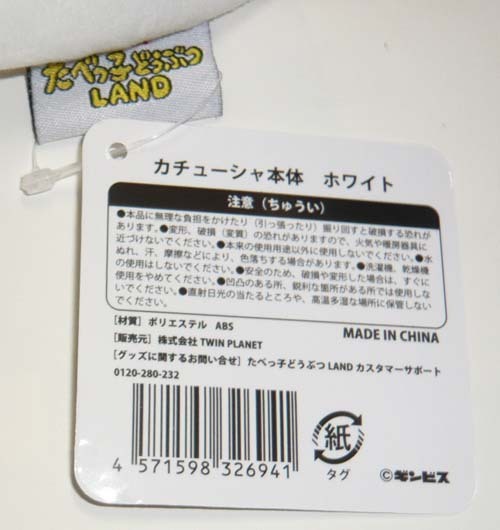 たべっ子どうぶつ
LAND
カチューシャ本体　ホワイト
注意（ちゅうい）
●本品に無理な負担をかけたり（引っ張ったり）振り回すと破損する恐れが
あります。●変形、破損（変質）の恐れがありますので、火気や暖房器具に
近づけないでください。●本来の使用用途以外に使用しないでください。●水
ぬれ、汗、摩擦などにより、色落ちする場合があります。●洗濯機、乾燥機
の使用はしないでください。●安全のため、破損や変形した場合は、すぐに
使用をやめてください。●凹凸のある所、鋭利な箇所がある所では使用しな
いでください。●直射日光の当たるところや、高温多湿な場所に保管しない
でください。
[材質] ポリエステル ABS
MADE IN CHINA
[販売元] 株式会社 TWIN PLANET
[グッズに関するお問い合せ] たべっ子どうぶつ LAND カスタマーサポート
0120-280-232
紙
タグ
4 571598 326941
©ギンビス